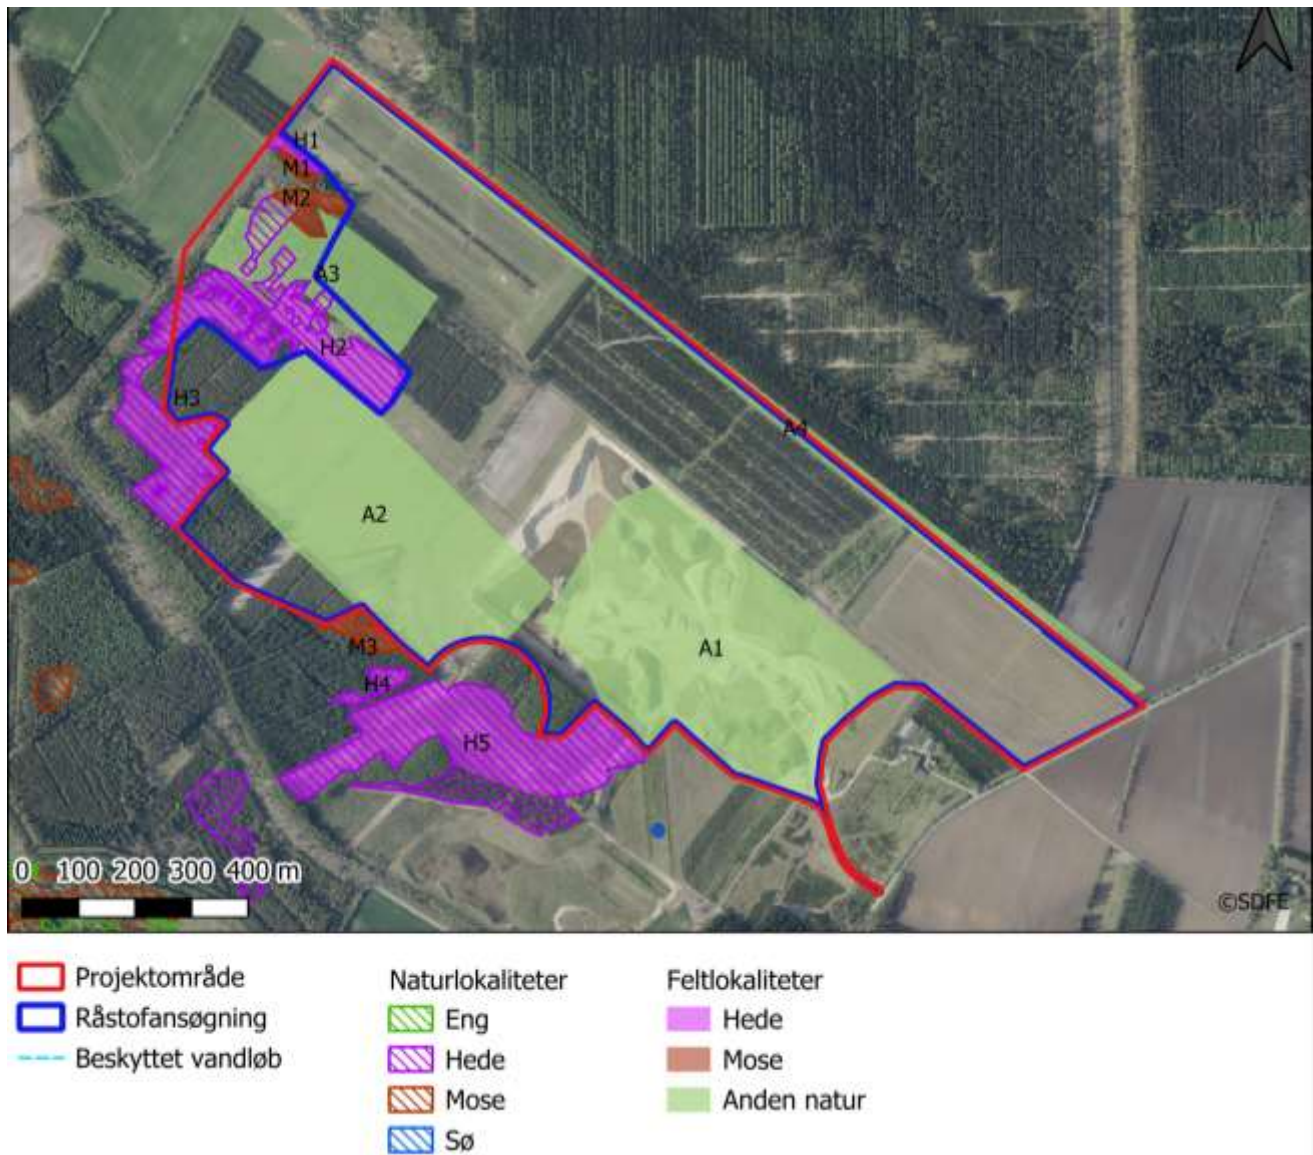 H1
M1
M2
A3
H2
H3
A4
A2
A1
M3
H4
H5
0 100 200 300 400 m
©SDFE
Projektområde
Råstofansøgning
Beskyttet vandløb
Naturlokaliteter
Eng
Hede
Mose
Sø
Feltlokaliteter
Hede
Mose
Anden natur